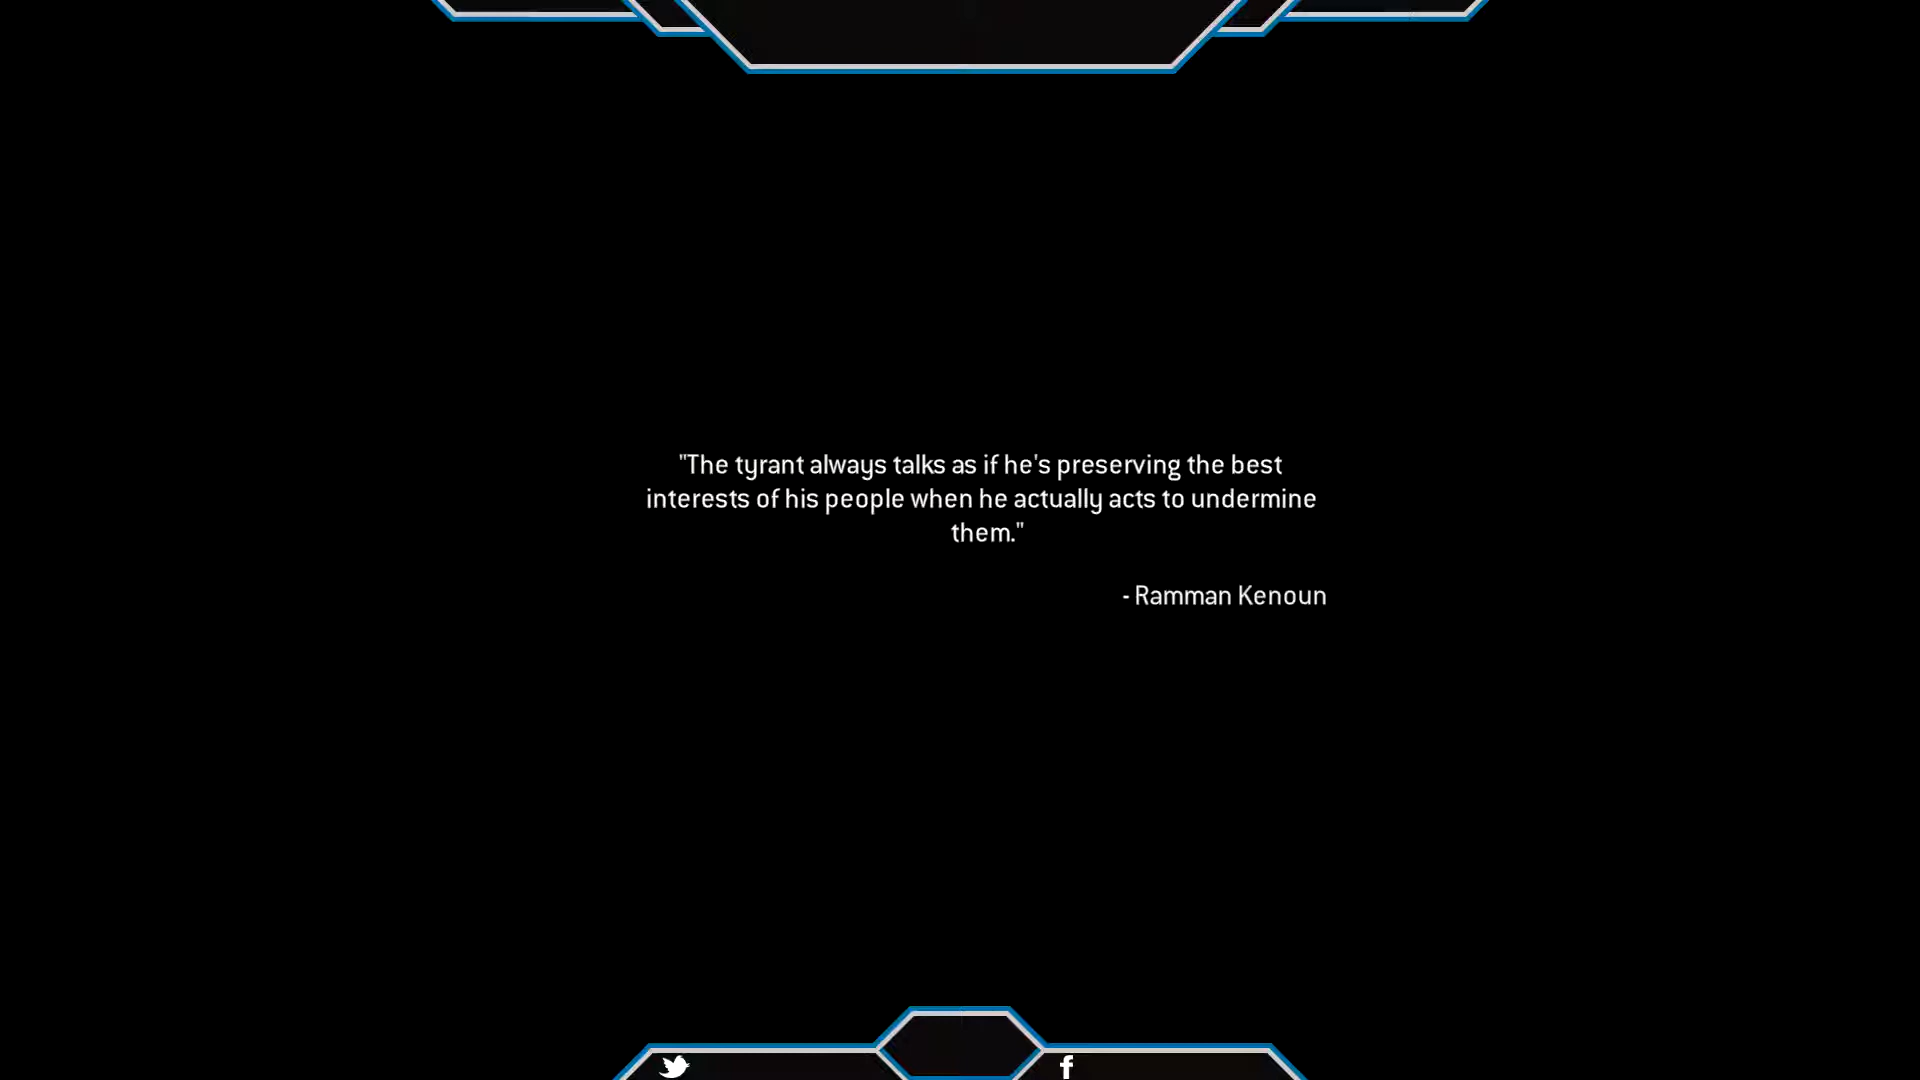 "The tyrant always talks as if he's preserving the best
interests of his people when he actually acts to undermine
them."
- Ramman Kenoun